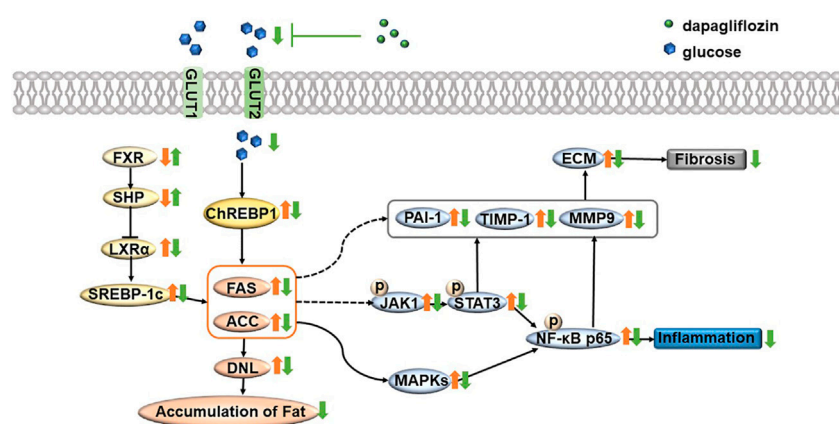 dapagliflozin
glucose
GLUT1
GLUT2
FXR
SHP
LXRα
SREBP-1c
ChREBP1
FAS
ACC
DNL
Accumulation of Fat
PAI-1
TIMP-1
MMP9
ECM
Fibrosis
p
JAK1
p
STAT3
p
NF-κB p65
Inflammation
MAPKs